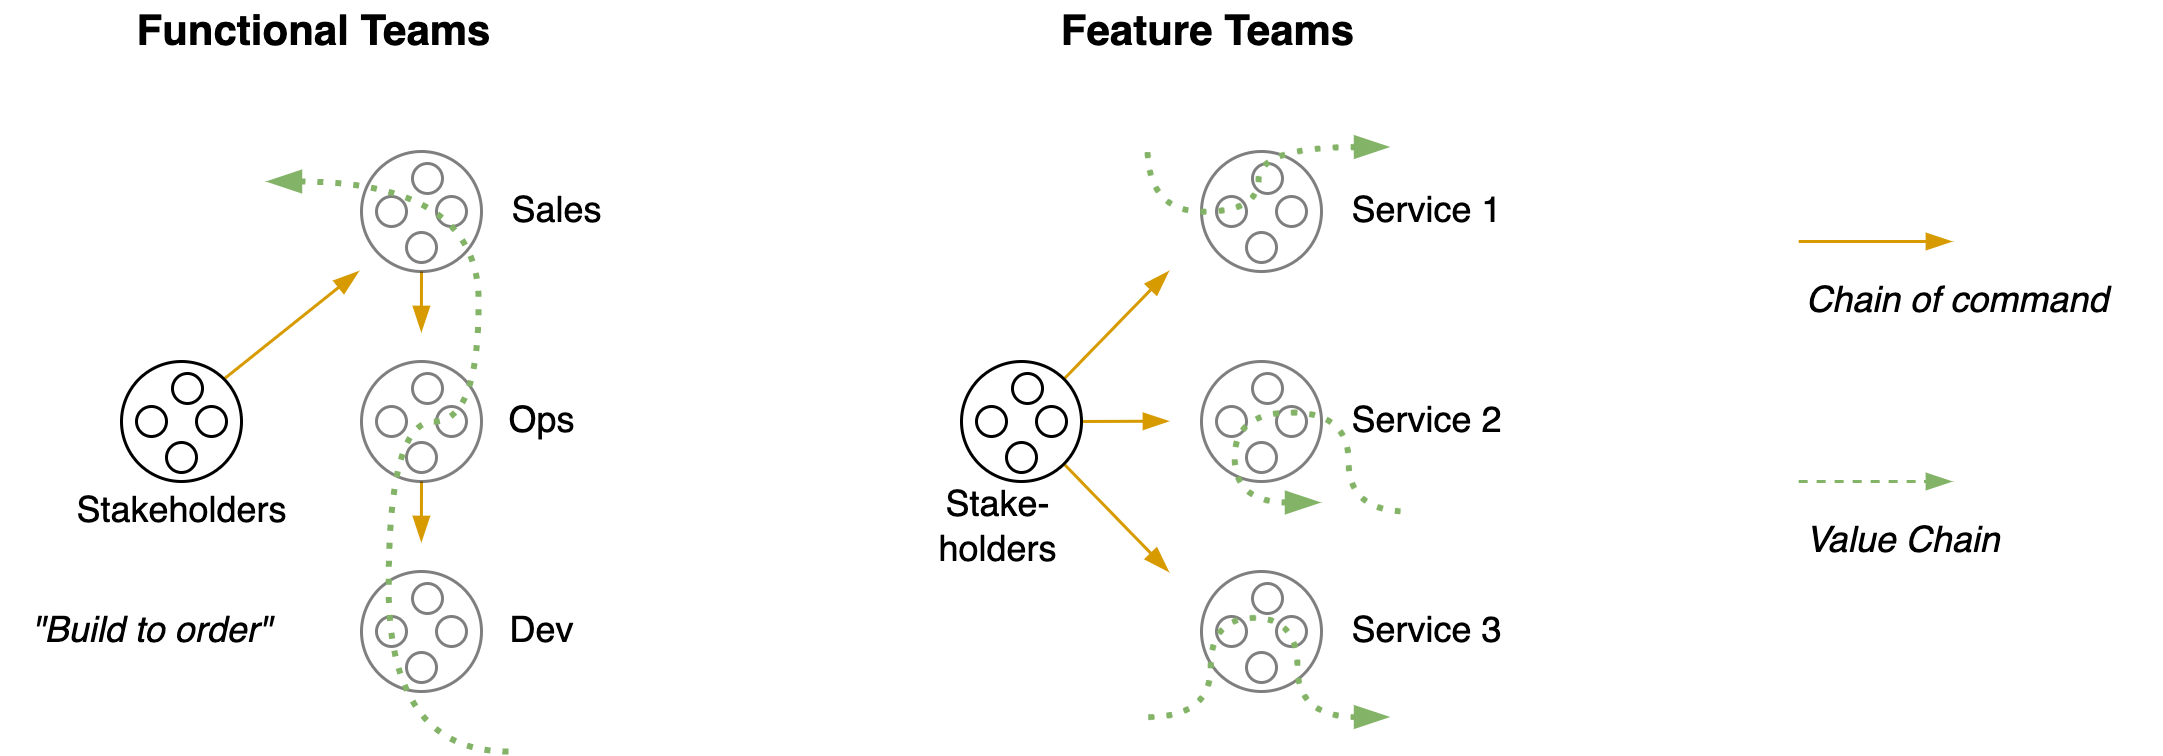 Functional Teams
Feature Teams
Sales
Service 1
Chain of command
Ops
Service 2
Stakeholders
Stake-
holders
Value Chain
"Build to order"
Dev
Service 3